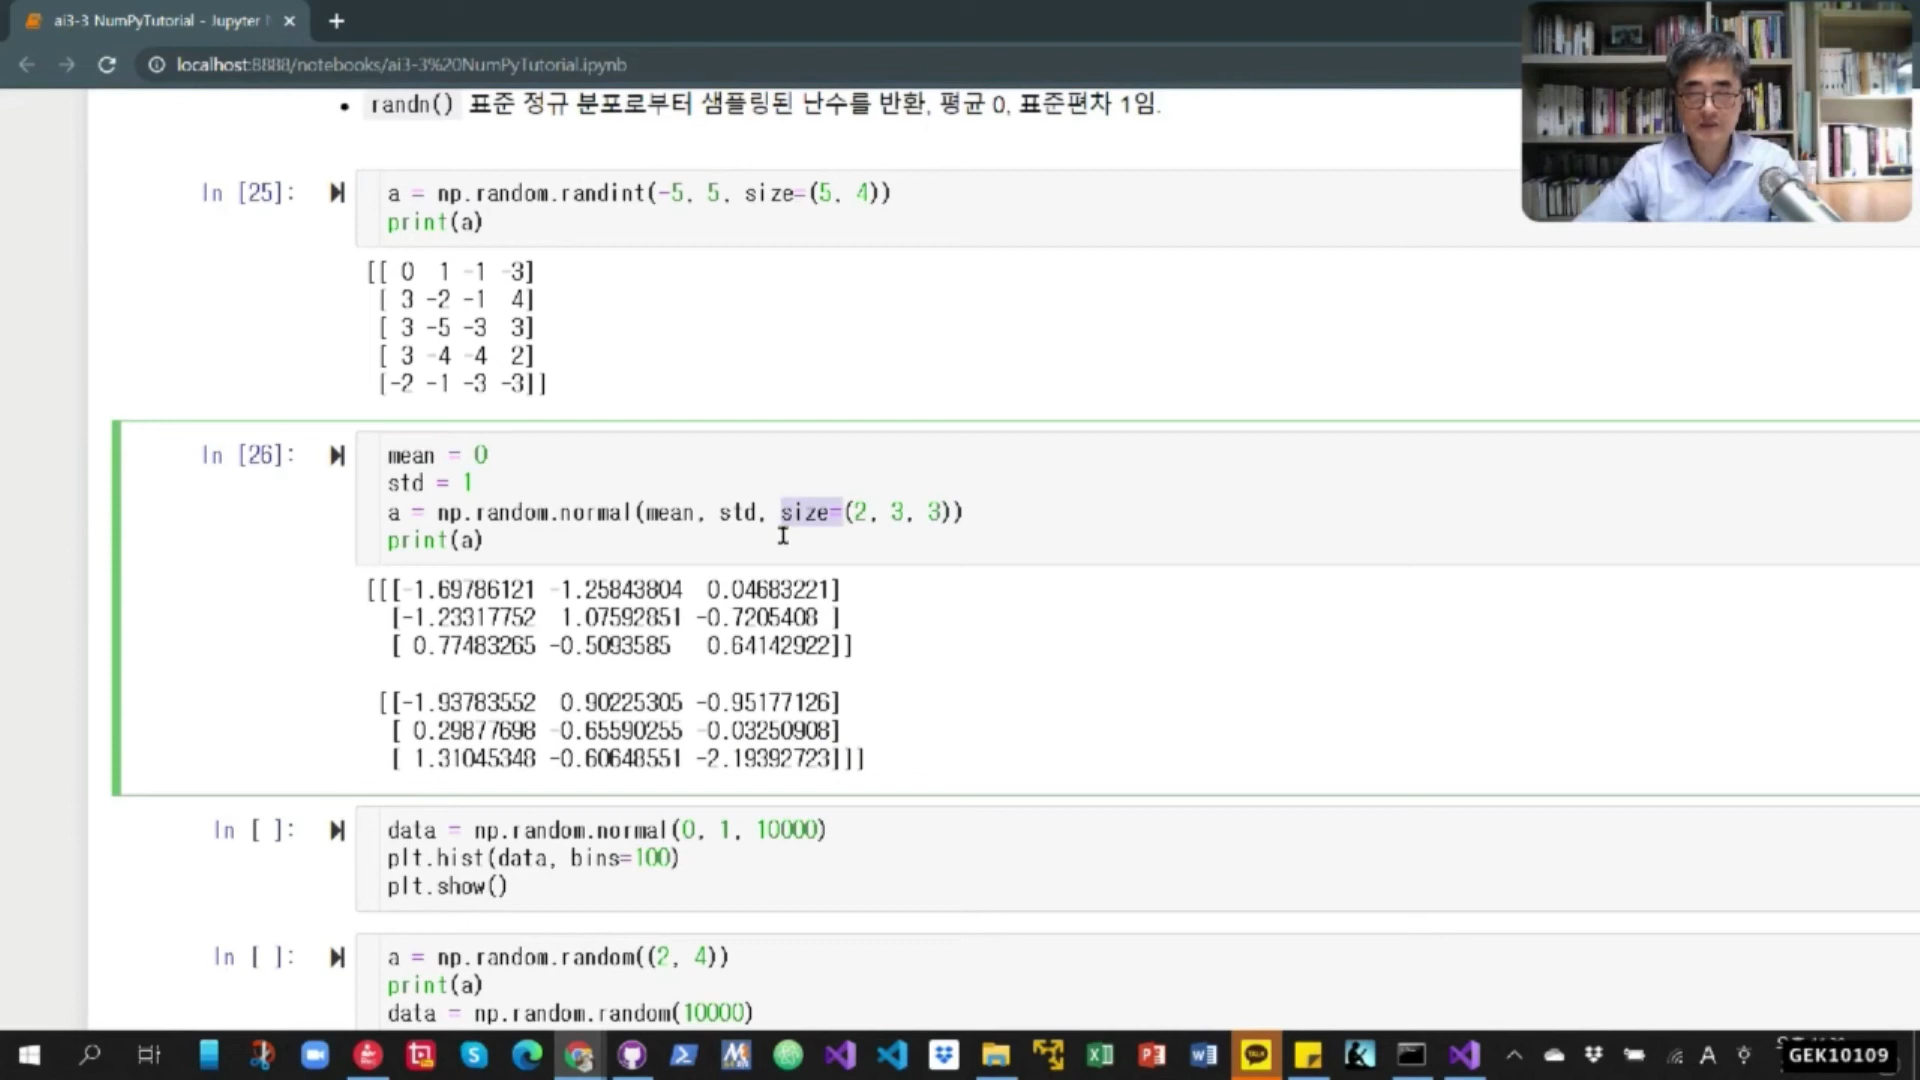 ai3-3 NumPyTutorial - Jupyter N
localhost:8888/notebooks/ai3-3%20NumPyTutorial.ipynb
• randn() 표준 정규 분포로부터 샘플링된 난수를 반환, 평균 0, 표준편차 1임.
In [25]:
a = np.random.randint(-5, 5, size=(5, 4))
print(a)
[[ 0 1 -1 -3]
[ 3 -2 -1 4]
[ 3 -5 -3 3]
[ 3 -4 -4 2]
[-2 -1 -3 -3]]
In [26]:
mean = 0
std = 1
a = np.random.normal(mean, std, size=(2, 3, 3))
print(a)
[[[-1.69786121 -1.25843804 0.04683221]
[-1.23317752 1.07592851 -0.7205408 ]
[ 0.77483265 -0.5093585 0.64142922]]
[[-1.93783552 0.90225305 -0.95177126]
[ 0.29877698 -0.65590255 -0.03250908]
[ 1.31045348 -0.60648551 -2.19392723]]]
In [ ]:
data = np.random.normal(0, 1, 10000)
plt.hist(data, bins=100)
plt.show()
In [ ]:
a = np.random.random((2, 4))
print(a)
data = np.random.random(10000)
TALK
A
GEK10109